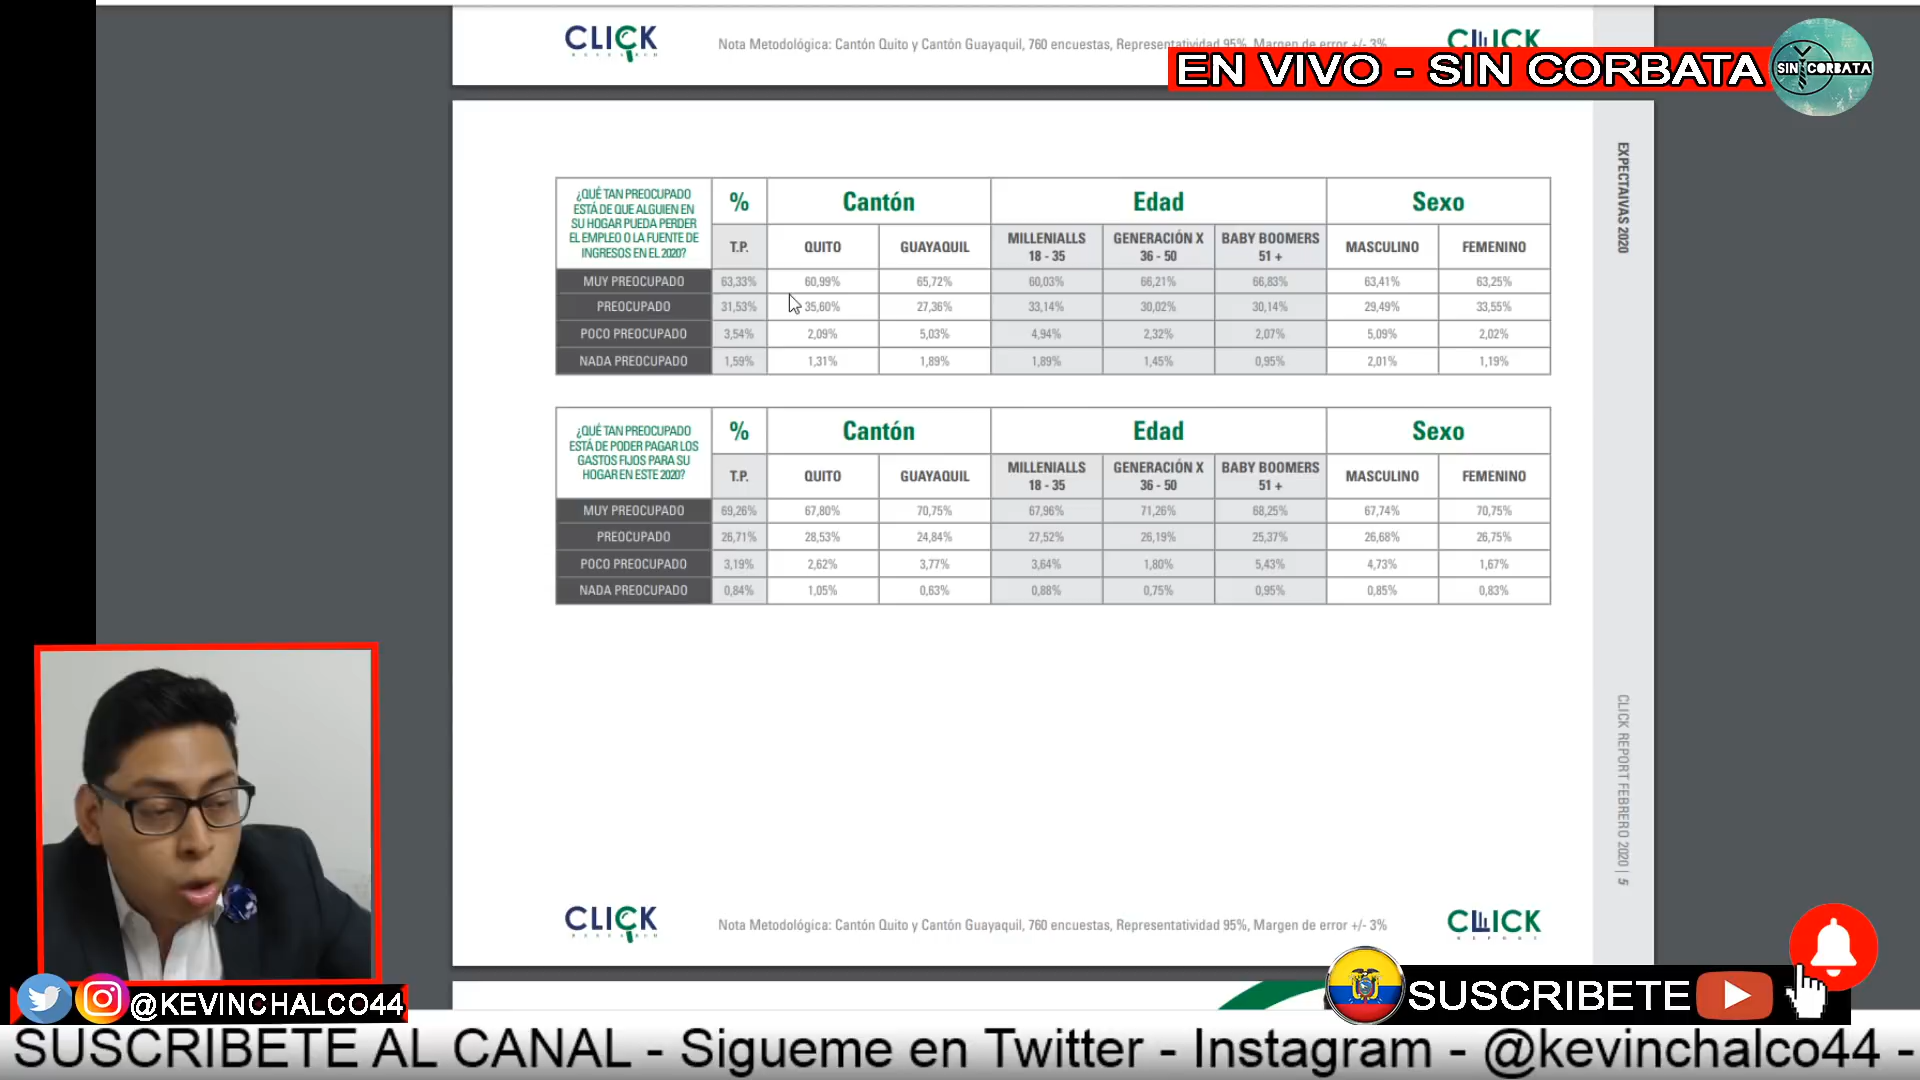 CLICK
Nota Metodológica: Cantón Quito y Cantón Guayaquil, 760 encuestas, Representatividad 95%, Margen de error +/- 3%
CLICK
EN VIVO - SIN CORBATA
SIN CORBATA
EXPECTAIVAS 2020
¿QUÉ TAN PREOCUPADO
ESTÁ DE QUE ALGUIEN EN
SU HOGAR PUEDA PERDER
EL EMPLEO O LA FUENTE DE
INGRESOS EN EL 2020?
% Cantón Edad Sexo
T.P. QUITO GUAYAQUIL MILLENIALLS 18 - 35 GENERACIÓN X 36 - 50 BABY BOOMERS 51 + MASCULINO FEMENINO
MUY PREOCUPADO 63,33% 60,99% 65,72% 60,03% 66,21% 66,83% 63,41% 63,25%
PREOCUPADO 31,53% 35,60% 27,36% 33,14% 30,02% 30,14% 29,49% 33,55%
POCO PREOCUPADO 3,54% 2,09% 5,03% 4,94% 2,32% 2,07% 5,09% 2,02%
NADA PREOCUPADO 1,59% 1,31% 1,89% 1,89% 1,45% 0,95% 2,01% 1,19%
¿QUÉ TAN PREOCUPADO
ESTÁ DE PODER PAGAR LOS
GASTOS FIJOS PARA SU
HOGAR EN ESTE 2020?
% Cantón Edad Sexo
T.P. QUITO GUAYAQUIL MILLENIALLS 18 - 35 GENERACIÓN X 36 - 50 BABY BOOMERS 51 + MASCULINO FEMENINO
MUY PREOCUPADO 69,26% 67,80% 70,75% 67,96% 71,26% 68,25% 67,74% 70,75%
PREOCUPADO 26,71% 28,53% 24,84% 27,52% 26,19% 25,37% 26,68% 26,75%
POCO PREOCUPADO 3,19% 2,62% 3,77% 3,64% 1,80% 5,43% 4,73% 1,67%
NADA PREOCUPADO 0,84% 1,05% 0,63% 0,88% 0,75% 0,95% 0,85% 0,83%
CLICK REPORT FEBRERO 2020 | 5
CLICK
Nota Metodológica: Cantón Quito y Cantón Guayaquil, 760 encuestas, Representatividad 95%, Margen de error +/- 3%
CLICK
REPORT
@KEVINCHALCO44
SUSCRIBETE
SUSCRIBETE AL CANAL - Sigueme en Twitter - Instagram - @kevinchalco44 -